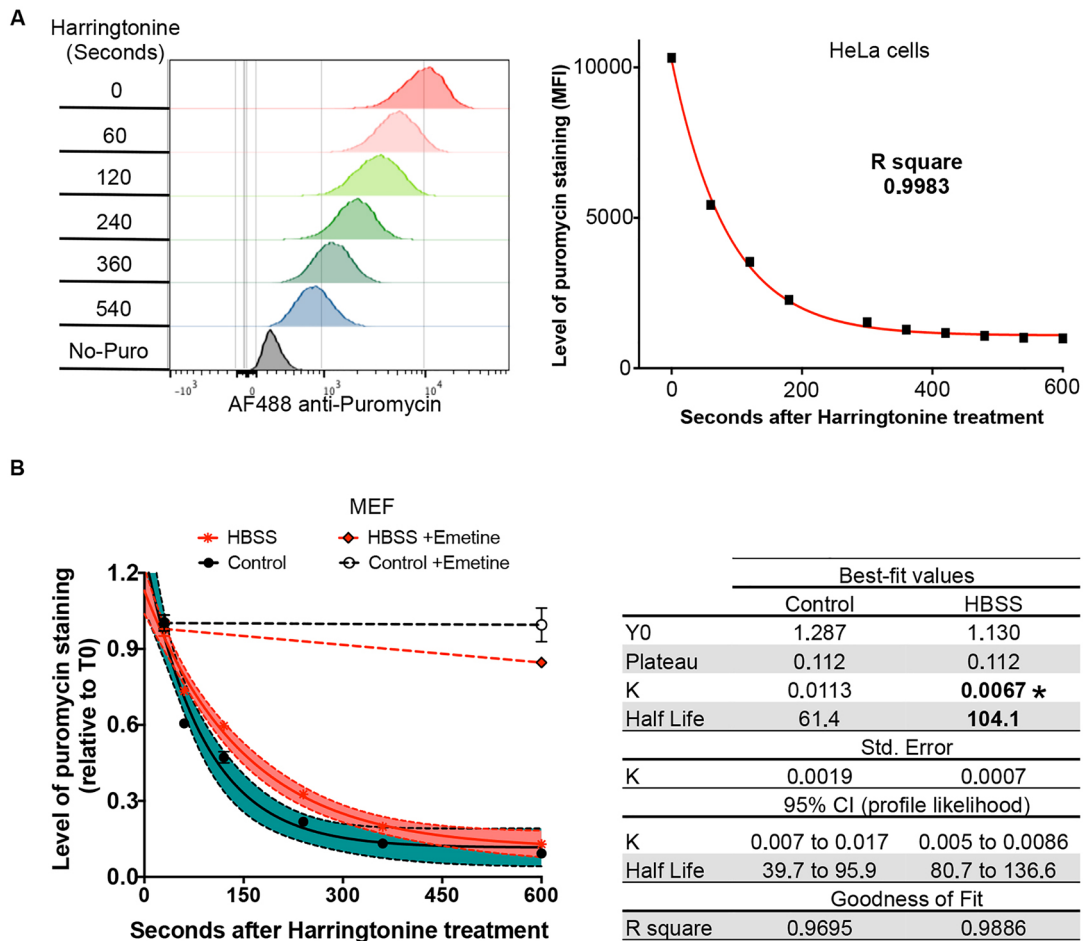 A
Harringtonine
(Seconds)
0
60
120
240
360
540
No-Puro
-10³ 0 10³ 10⁴
AF488 anti-Puromycin
HeLa cells
Level of puromycin staining (MFI)
10000
5000
0
R square
0.9983
0 200 400 600
Seconds after Harringtonine treatment
B
MEF
HBSS HBSS +Emetine
Control Control +Emetine
Level of puromycin staining
(relative to T0)
1.2
0.9
0.6
0.3
0.0
0 150 300 450 600
Seconds after Harringtonine treatment
Best-fit values
Control HBSS
Y0 1.287 1.130
Plateau 0.112 0.112
K 0.0113 0.0067 *
Half Life 61.4 104.1
Std. Error
K 0.0019 0.0007
95% CI (profile likelihood)
K 0.007 to 0.017 0.005 to 0.0086
Half Life 39.7 to 95.9 80.7 to 136.6
Goodness of Fit
R square 0.9695 0.9886